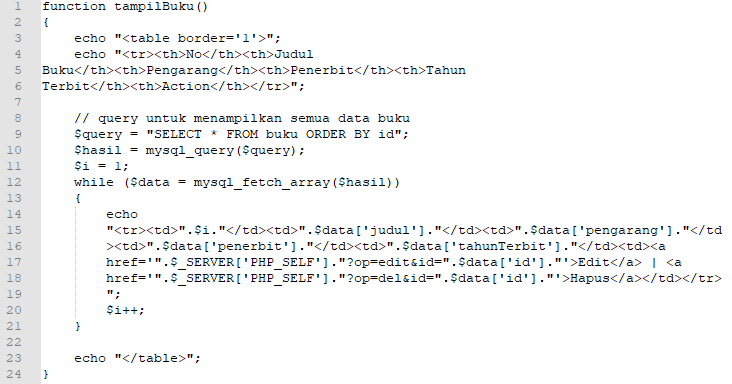 1 function tampilBuku()
2 {
3 echo "<table border='1'>";
4 echo "<tr><th>No</th><th>Judul
5 Buku</th><th>Pengarang</th><th>Penerbit</th><th>Tahun
6 Terbit</th><th>Action</th></tr>";
7
8 // query untuk menampilkan semua data buku
9 $query = "SELECT * FROM buku ORDER BY id";
10 $hasil = mysql_query($query);
11 $i = 1;
12 while ($data = mysql_fetch_array($hasil))
13 {
14 echo
15 "<tr><td>".$i."</td><td>".$data['judul']."</td><td>".$data['pengarang']."</td
16 ><td>".$data['penerbit']."</td><td>".$data['tahunTerbit']."</td><td><a
17 href='".$_SERVER['PHP_SELF']."?op=edit&id=".$data['id']."'>Edit</a> | <a
18 href='".$_SERVER['PHP_SELF']."?op=del&id=".$data['id']."'>Hapus</a></td></tr>
19 ";
20 $i++;
21 }
22
23 echo "</table>";
24 }